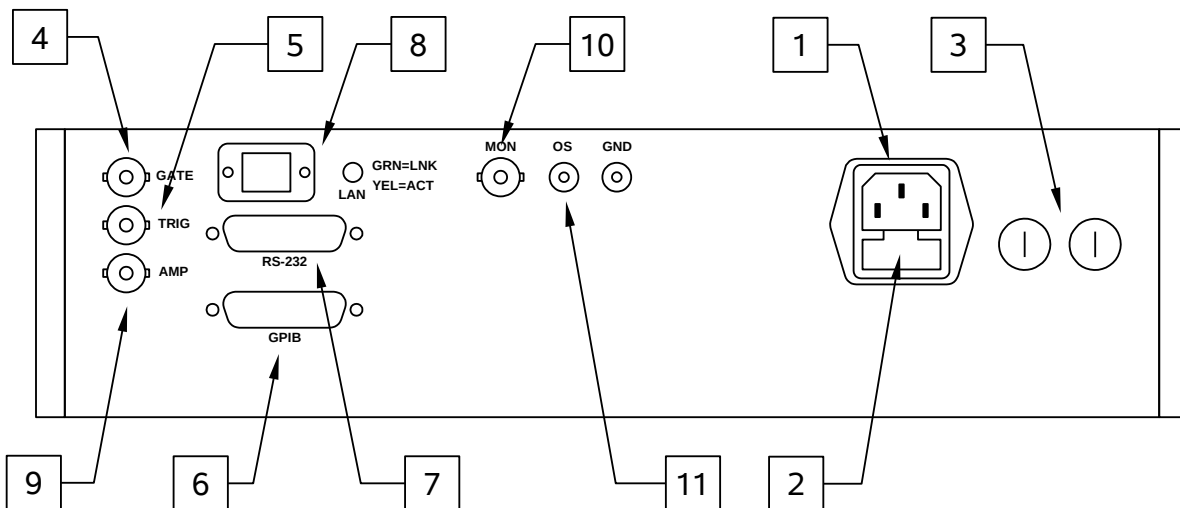 4
5
8
10
1
3
MON
OS
GND
GATE
GRN=LNK
YEL=ACT
LAN
TRIG
RS-232
AMP
GPIB
9
6
7
11
2